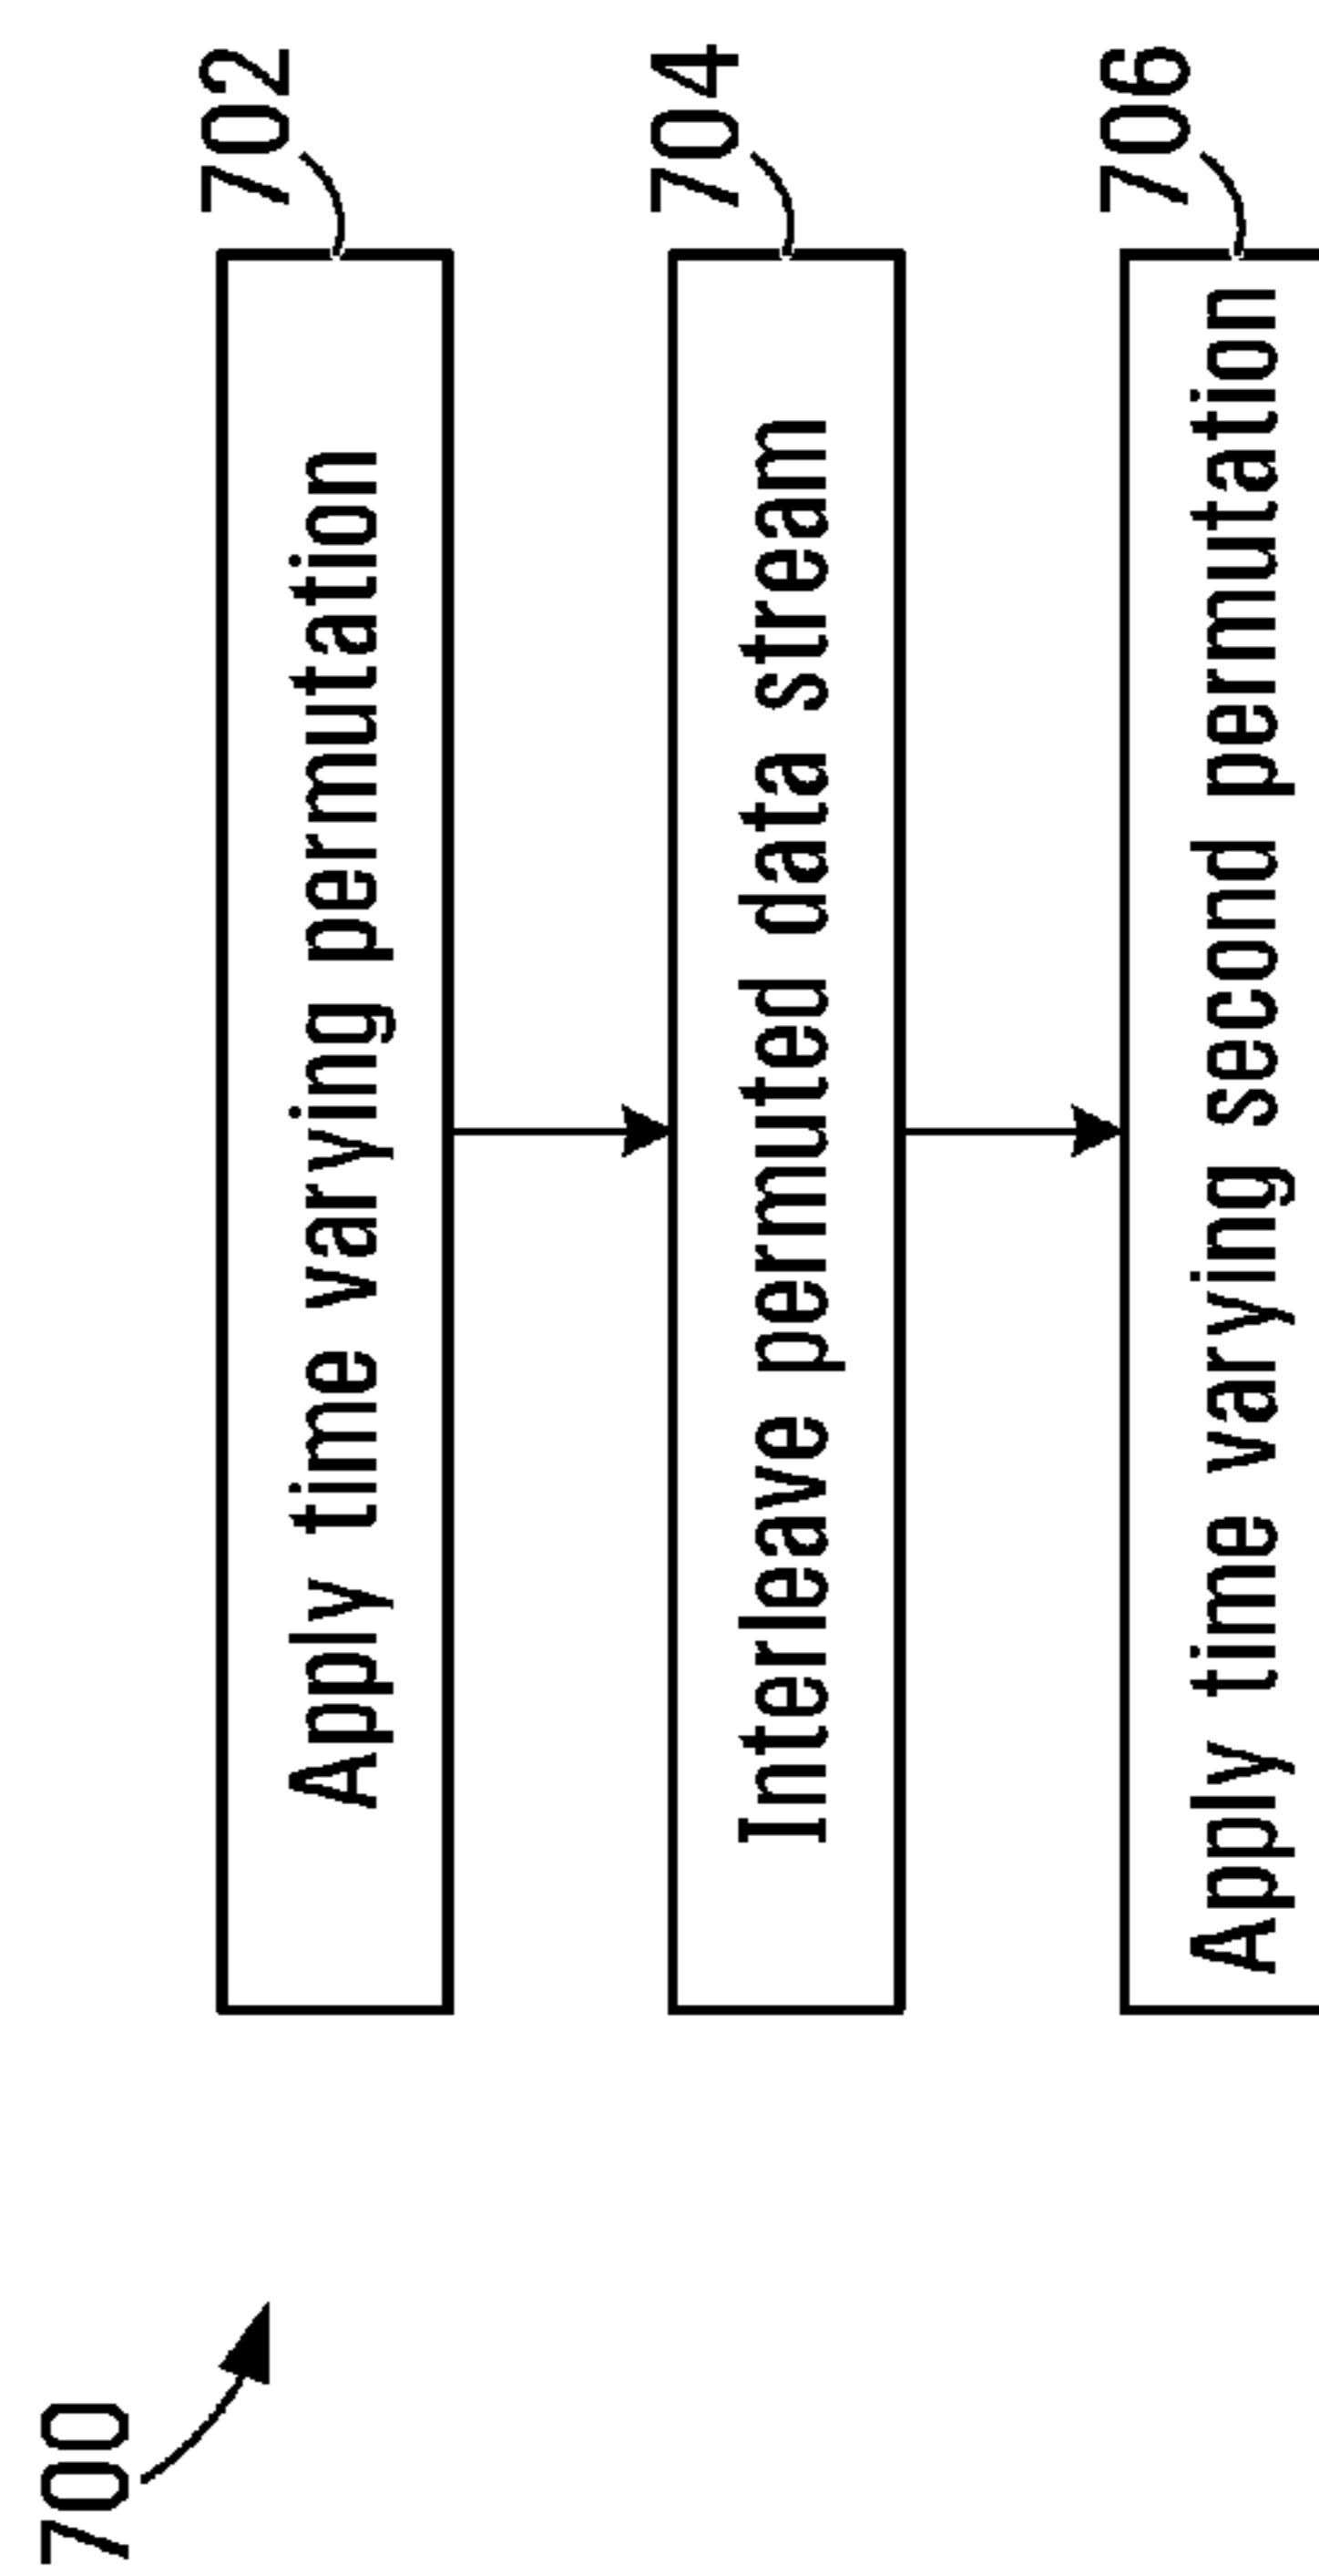 700
702
Apply time varying permutation
704
Interleave permuted data stream
706
Apply time varying second permutation